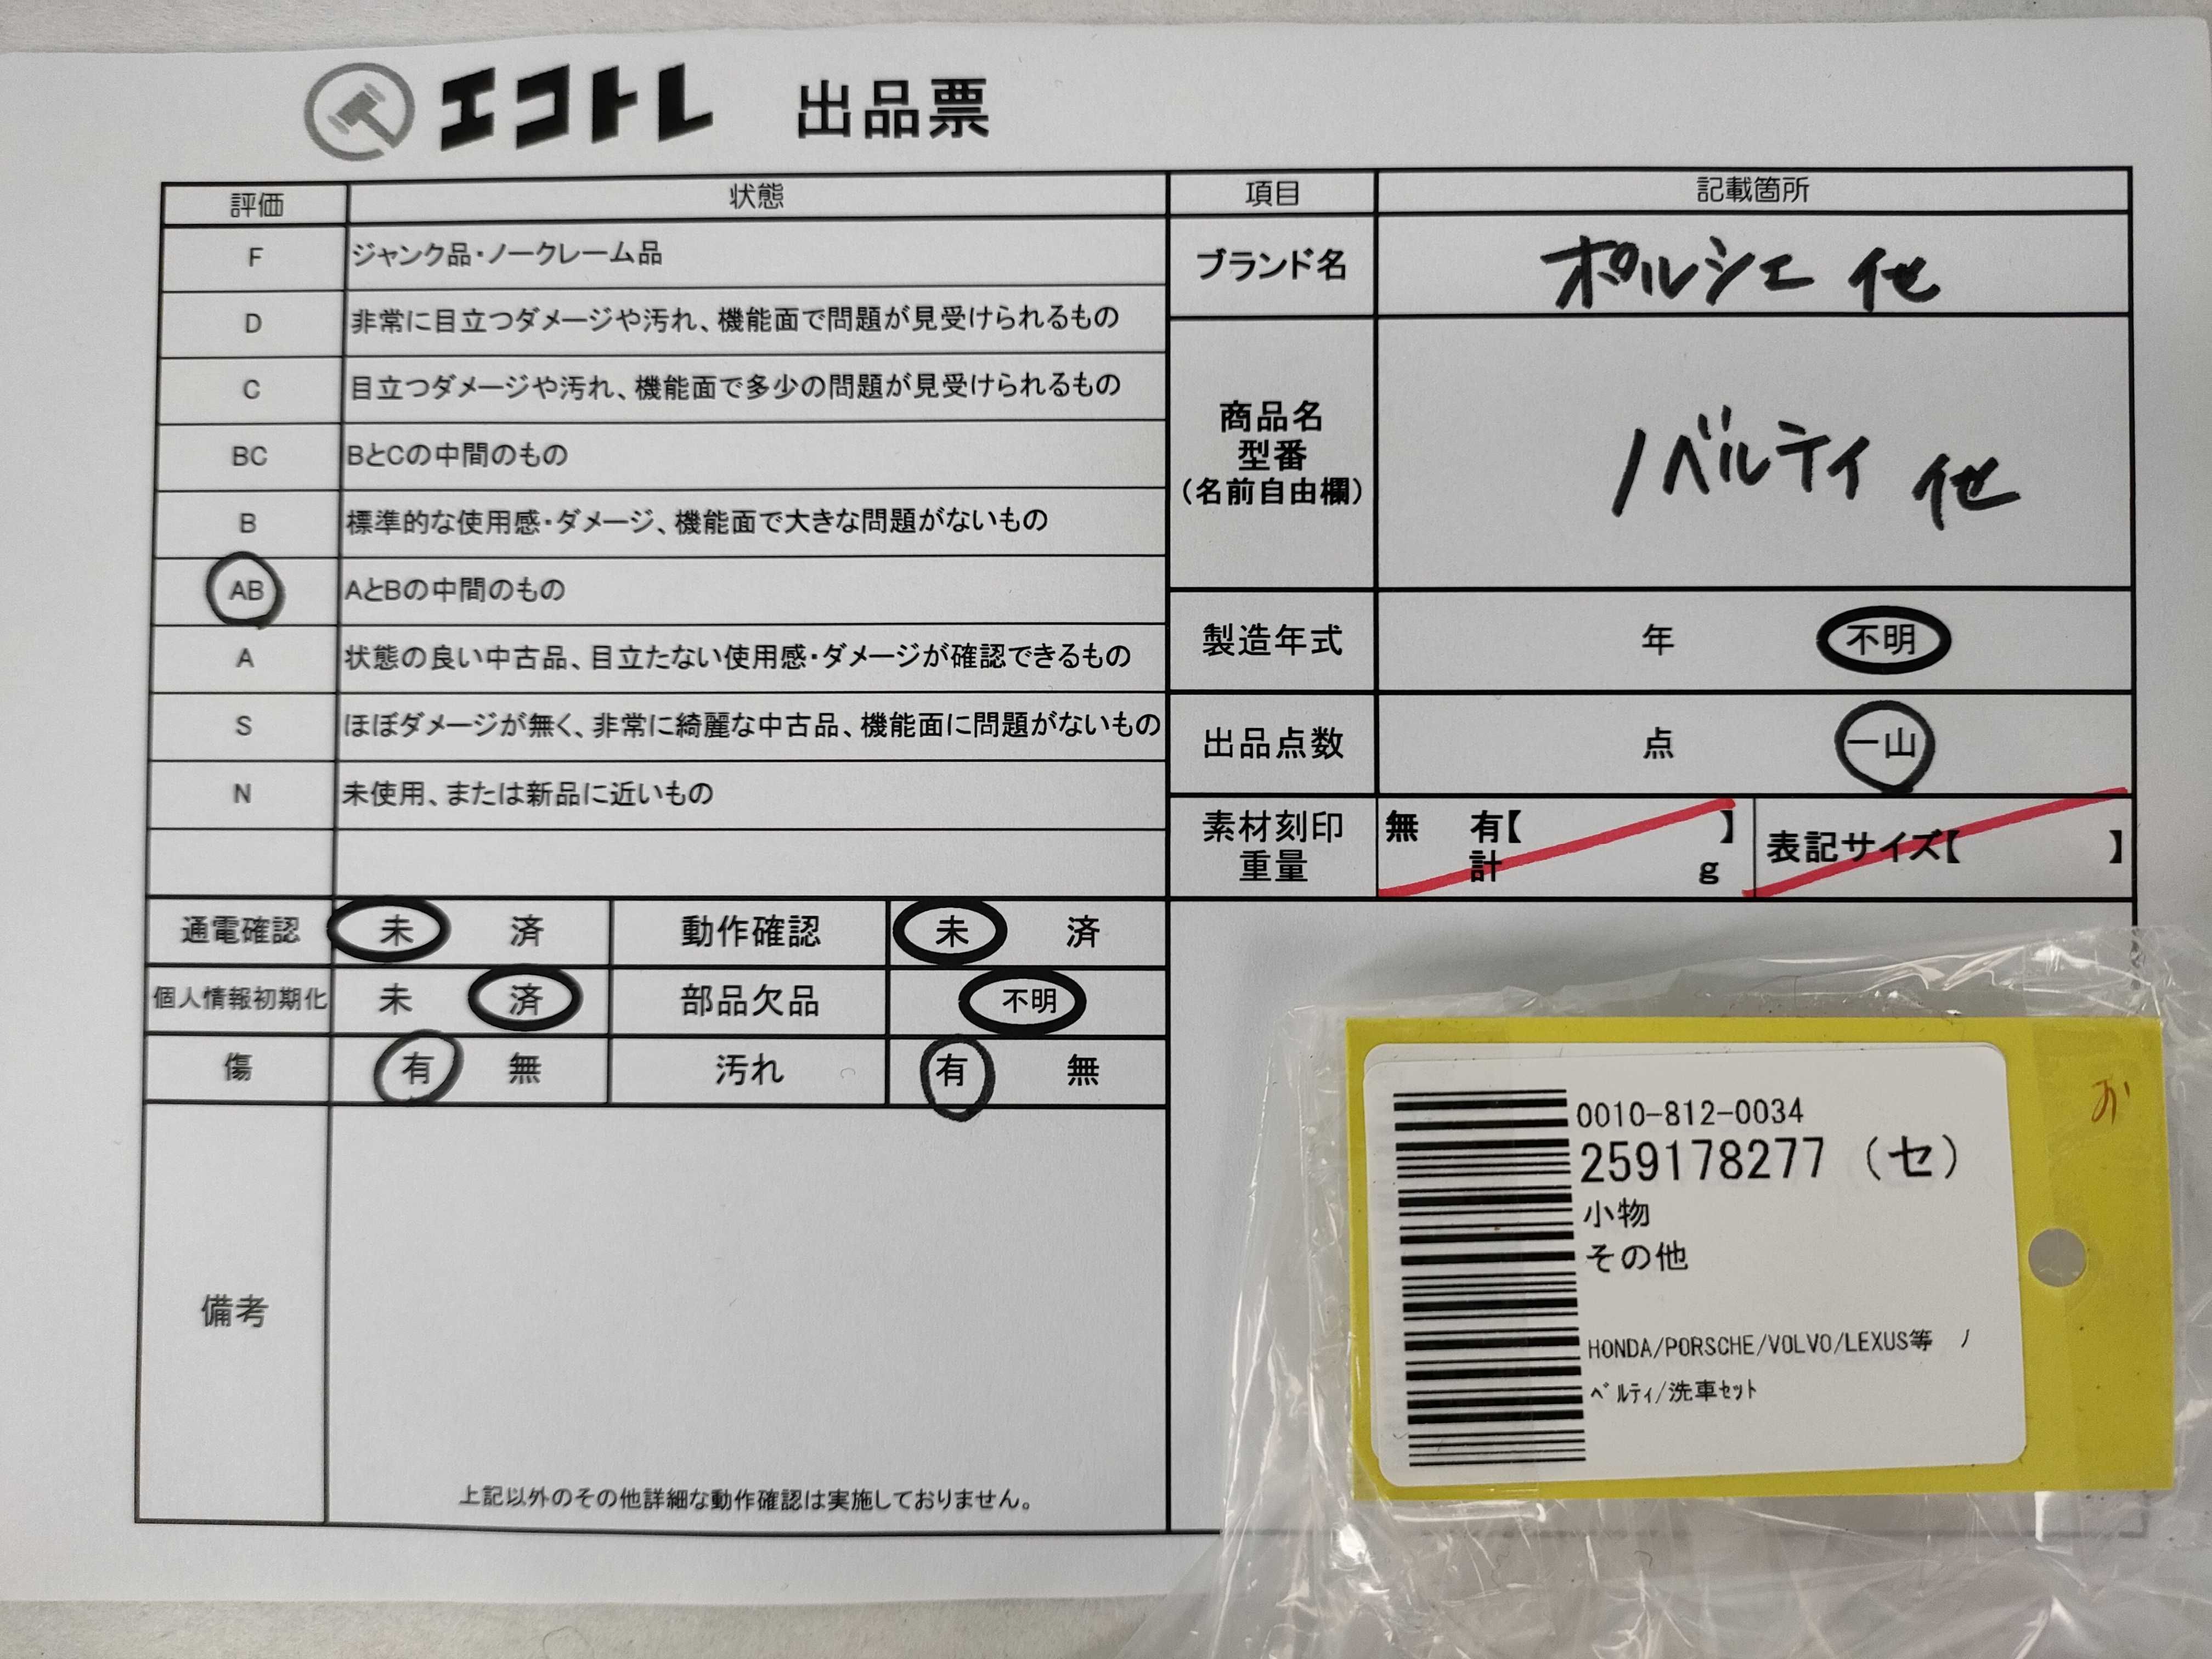 エコトレ 出品票
評価 状態
F ジャンク品・ノークレーム品
D 非常に目立つダメージや汚れ、機能面で問題が見受けられるもの
C 目立つダメージや汚れ、機能面で多少の問題が見受けられるもの
BC BとCの中間のもの
B 標準的な使用感・ダメージ、機能面で大きな問題がないもの
AB AとBの中間のもの
A 状態の良い中古品、目立たない使用感・ダメージが確認できるもの
S ほぼダメージが無く、非常に綺麗な中古品、機能面に問題がないもの
N 未使用、または新品に近いもの
通電確認 未 済 動作確認 未 済
個人情報初期化 未 済 部品欠品 不明
傷 有 無 汚れ 有 無
備考
上記以外のその他詳細な動作確認は実施しておりません。
項目 記載箇所
ブランド名 ポルシェ 他
商品名
型番
（名前自由欄）
ノベルティ 他
製造年式 年 不明
出品点数 点 一山
素材刻印 無 有【 】
重量 計 g
表記サイズ【 】
0010-812-0034
259178277 (セ)
小物
その他
HONDA/PORSCHE/VOLVO/LEXUS等 ﾉ
ﾍﾞﾙﾃｨ/洗車ｾｯﾄ
お